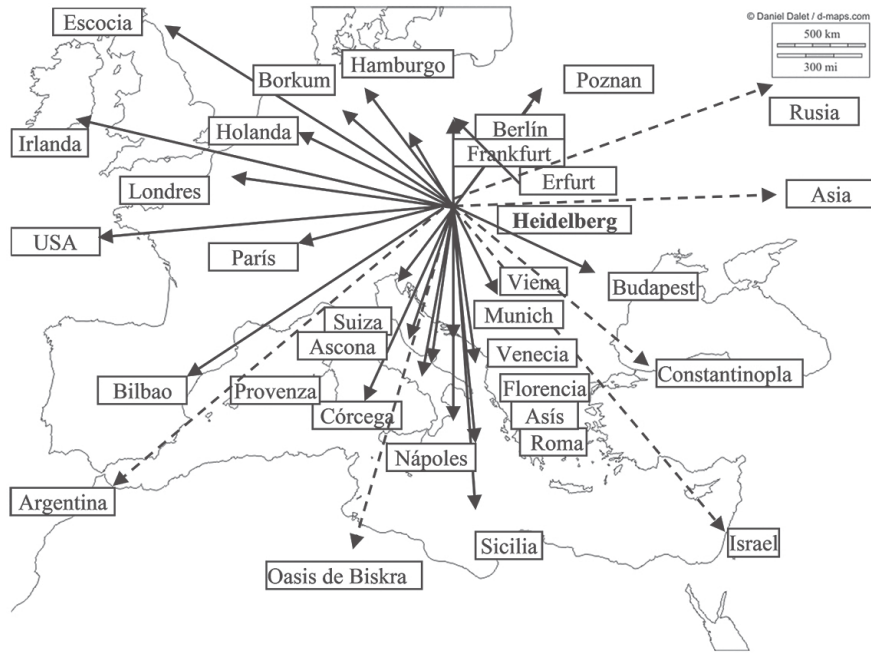 © Daniel Dalet / d-maps.com
500 km
300 mi
Escocia
Hamburgo
Borkum
Poznan
Rusia
Berlín
Holanda
Irlanda
Frankfurt
Erfurt
Londres
Asia
Heidelberg
USA
París
Viena
Budapest
Munich
Suiza
Ascona
Venecia
Constantinopla
Bilbao
Provenza
Florencia
Córcega
Asís
Roma
Nápoles
Argentina
Sicilia
Israel
Oasis de Biskra